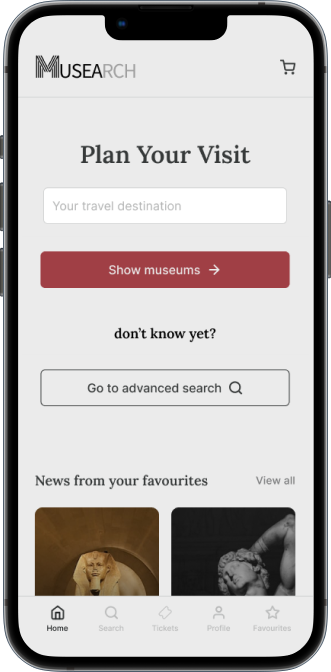 MUSEARCH
Plan Your Visit
Your travel destination
Show museums
don't know yet?
Go to advanced search
News from your favourites View all
Home Search Tickets Profile Favourites